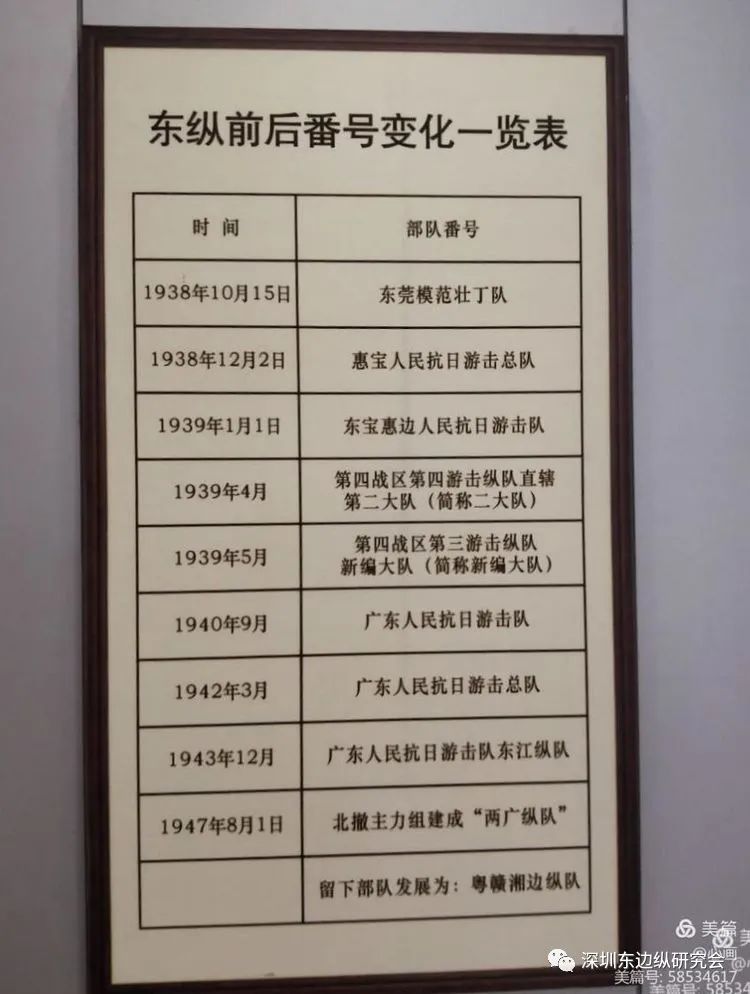 东纵前后番号变化一览表
时间 部队番号
1938年10月15日 东莞模范壮丁队
1938年12月2日 惠宝人民抗日游击总队
1939年1月1日 东宝惠边人民抗日游击队
1939年4月 第四战区第四游击纵队直辖
第二大队（简称二大队）
1939年5月 第四战区第三游击纵队
新编大队（简称新编大队）
1940年9月 广东人民抗日游击队
1942年3月 广东人民抗日游击总队
1943年12月 广东人民抗日游击队东江纵队
1947年8月1日 北撤主力组建成“两广纵队”
留下部队发展为：粤赣湘边纵队
美篇
深圳东边纵研究会
美篇号: 58534617